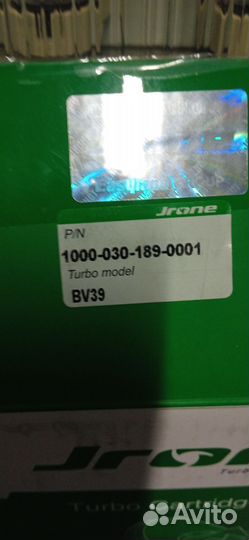 Jrone
P/N
1000-030-189-0001
Turbo model
BV39
Jrone
Turbo Cartridg
Avito